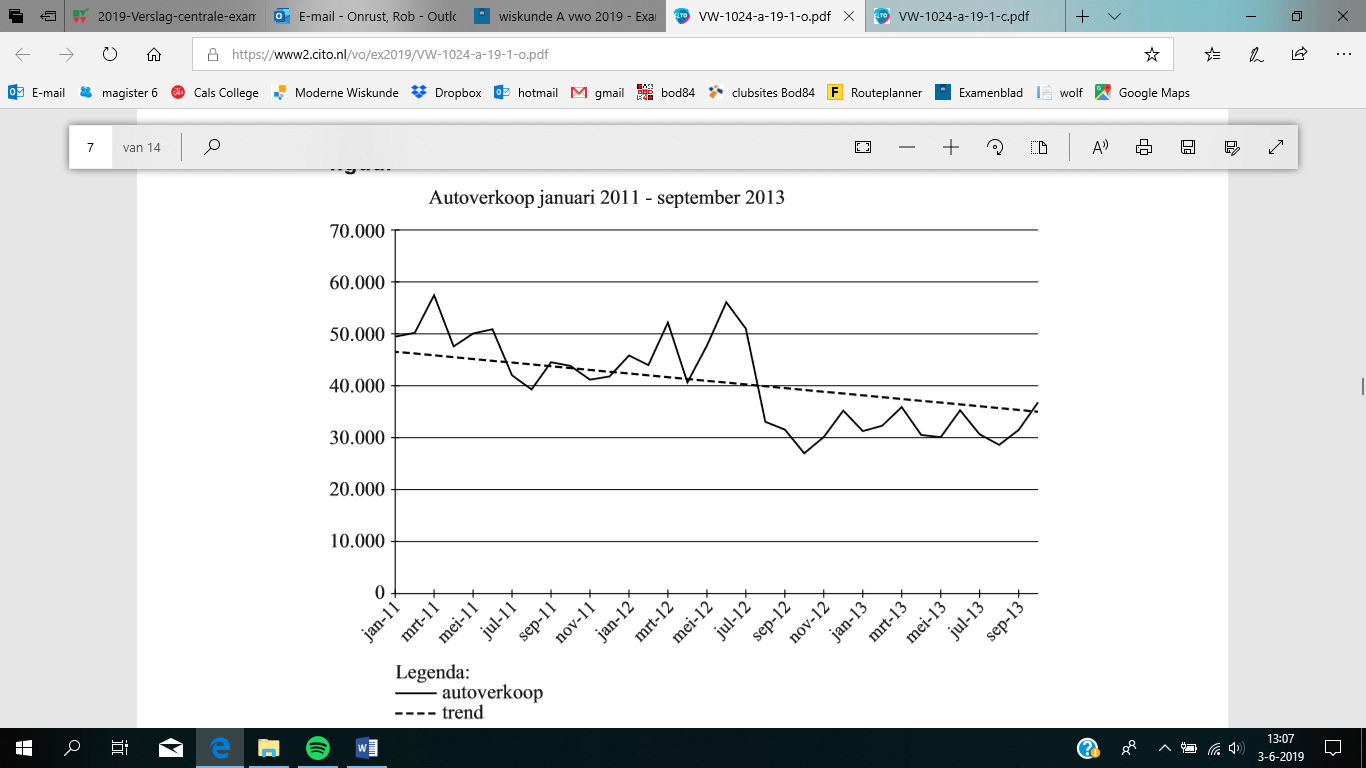 2019-Verslag-centrale-exam
E-mail - Onrust, Rob - Outlo
wiskunde A vwo 2019 - Exa
VW-1024-a-19-1-o.pdf
VW-1024-a-19-1-c.pdf
https://www2.cito.nl/vo/ex2019/VW-1024-a-19-1-o.pdf
E-mail
magister 6
Cals College
Moderne Wiskunde
Dropbox
hotmail
gmail
bod84
clubsites Bod84
Routeplanner
Examenblad
wolf
Google Maps
7 van 14
Autoverkoop januari 2011 - september 2013
70.000
60.000
50.000
40.000
30.000
20.000
10.000
0
jan-11
mrt-11
mei-11
jul-11
sep-11
nov-11
jan-12
mrt-12
mei-12
jul-12
sep-12
nov-12
jan-13
mrt-13
mei-13
jul-13
sep-13
Legenda:
autoverkoop
trend
13:07
3-6-2019